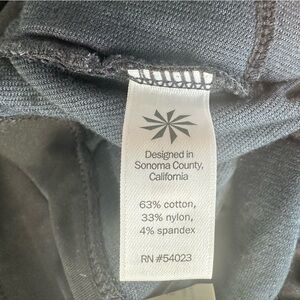 Designed in
Sonoma County,
California
63% cotton,
33% nylon,
4% spandex
RN #54023